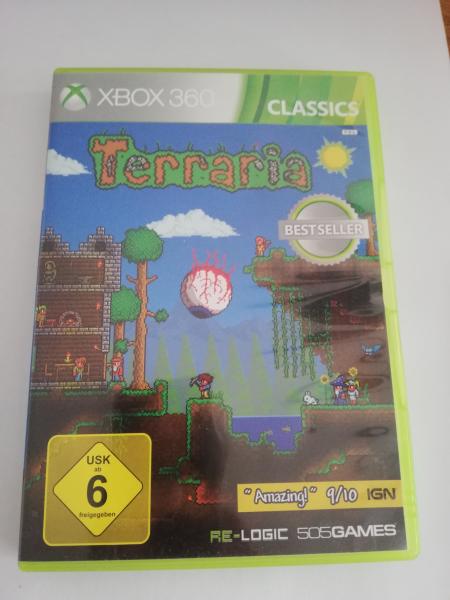 XBOX 360
CLASSICS
Terraria
BESTSELLER
USK
ab
6
freigegeben
"Amazing!" 9/10 IGN
RE-LOGIC 505GAMES